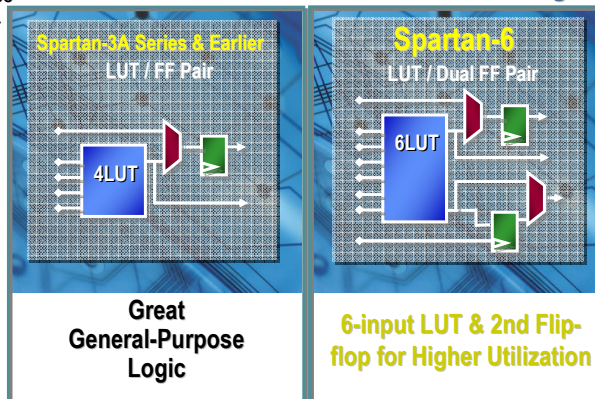 Spartan-3A Series & Earlier
LUT / FF Pair
4LUT
Great
General-Purpose
Logic
Spartan-6
LUT / Dual FF Pair
6LUT
6-input LUT & 2nd Flip-
flop for Higher Utilization